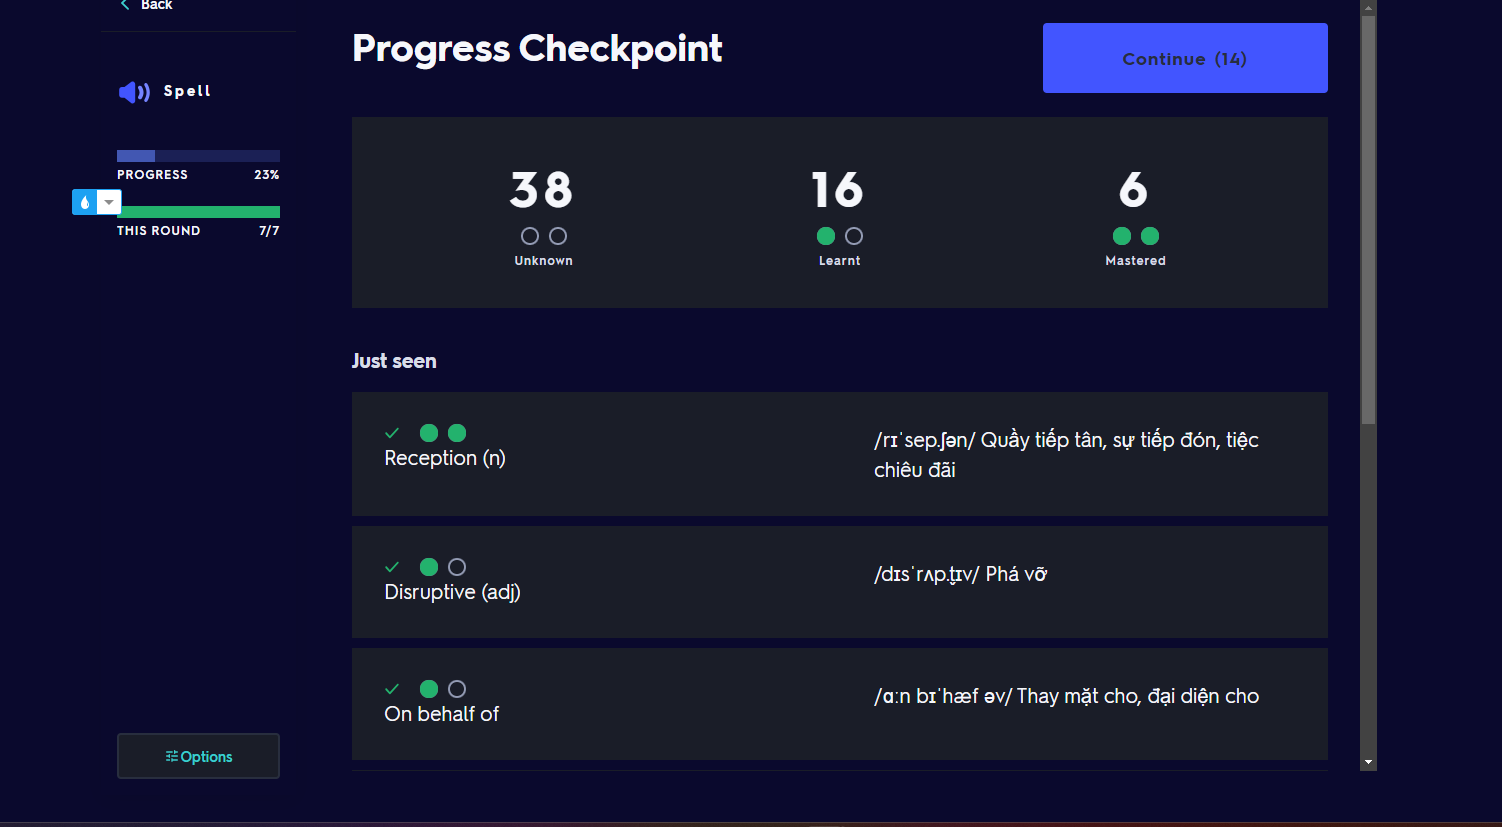 Back
Spell
PROGRESS 23%
THIS ROUND 7/7
Options
Progress Checkpoint
Continue (14)
38
Unknown
16
Learnt
6
Mastered
Just seen
Reception (n)
/rɪˈsep.ʃən/ Quầy tiếp tân, sự tiếp đón, tiệc
chiêu đãi
Disruptive (adj)
/dɪsˈrʌp.t̬ɪv/ Phá vỡ
On behalf of
/ɑːn bɪˈhæf əv/ Thay mặt cho, đại diện cho